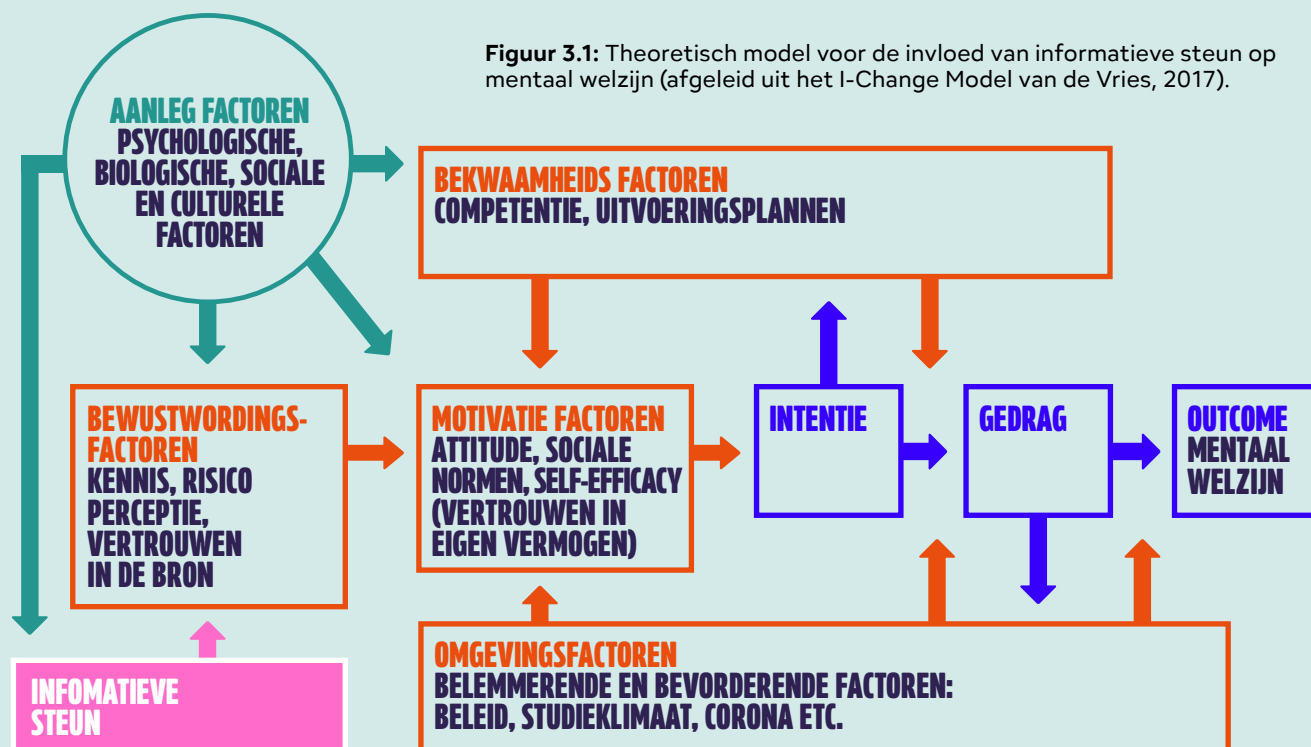 Figuur 3.1: Theoretisch model voor de invloed van informatieve steun op
mentaal welzijn (afgeleid uit het I-Change Model van de Vries, 2017).
AANLEG FACTOREN
PSYCHOLOGISCHE,
BIOLOGISCHE, SOCIALE
EN CULTURELE
FACTOREN
BEKWAAMHEIDS FACTOREN
COMPETENTIE, UITVOERINGSPLANNEN
BEWUSTWORDINGS-
FACTOREN
KENNIS, RISICO
PERCEPTIE,
VERTROUWEN
IN DE BRON
MOTIVATIE FACTOREN
ATTITUDE, SOCIALE
NORMEN, SELF-EFFICACY
(VERTROUWEN IN
EIGEN VERMOGEN)
INTENTIE
GEDRAG
OUTCOME
MENTAAL
WELZIJN
INFOMATIEVE
STEUN
OMGEVINGSFACTOREN
BELEMMERENDE EN BEVORDERENDE FACTOREN:
BELEID, STUDIEKLIMAAT, CORONA ETC.